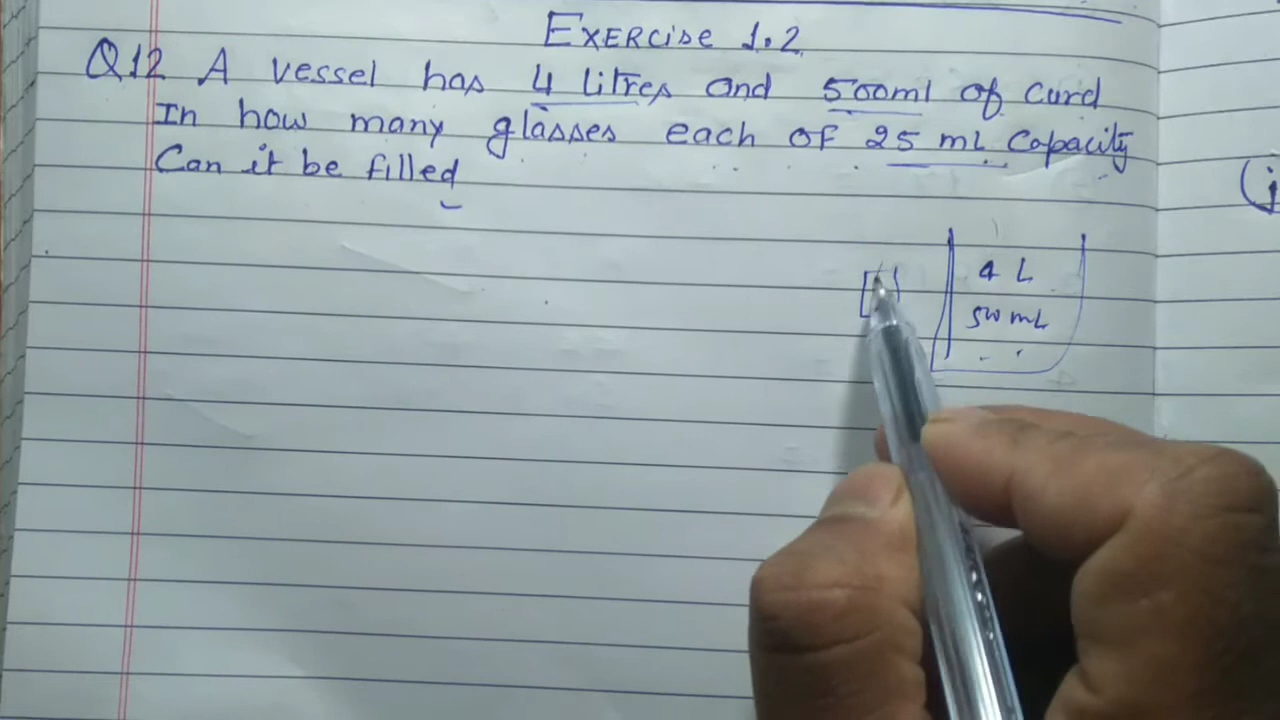 Exercise 1.2
Q12 A vessel has 4 litres and 500ml of Curd
In how many glasses each of 25 mL Capacity
Can it be filled
(i
4 L
500 mL